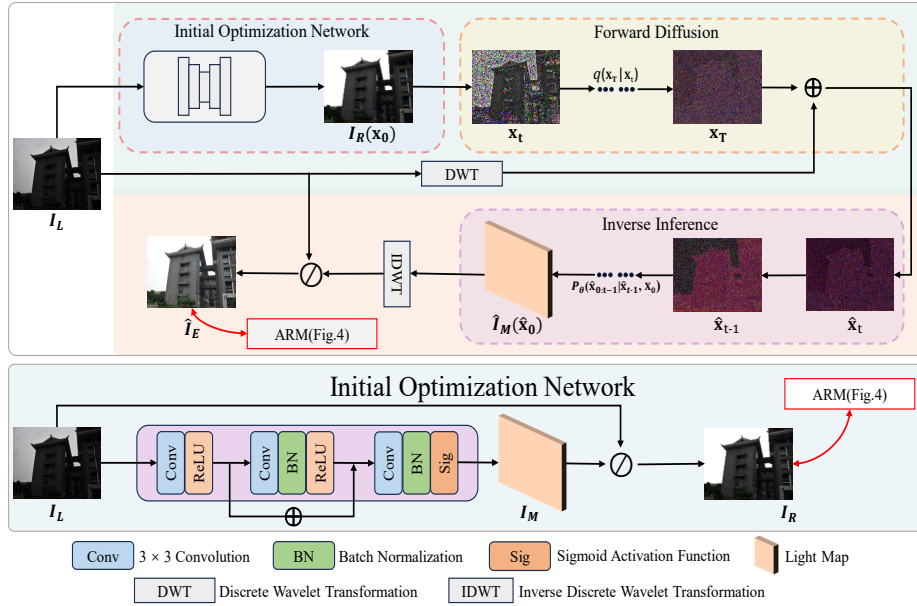 Initial Optimization Network
Forward Diffusion
q(x_T|x_t)
I_R(x_0)
x_t
x_T
DWT
I_L
Inverse Inference
IDWT
P_θ(x̂_{0:t-1}|x̂_{t-1}, x_0)
Î_E
Î_M(x̂_0)
x̂_{t-1}
x̂_t
ARM(Fig.4)
Initial Optimization Network
ARM(Fig.4)
Conv ReLU Conv BN ReLU Conv BN Sig
I_L
I_M
I_R
Conv 3 × 3 Convolution BN Batch Normalization Sig Sigmoid Activation Function Light Map
DWT Discrete Wavelet Transformation IDWT Inverse Discrete Wavelet Transformation